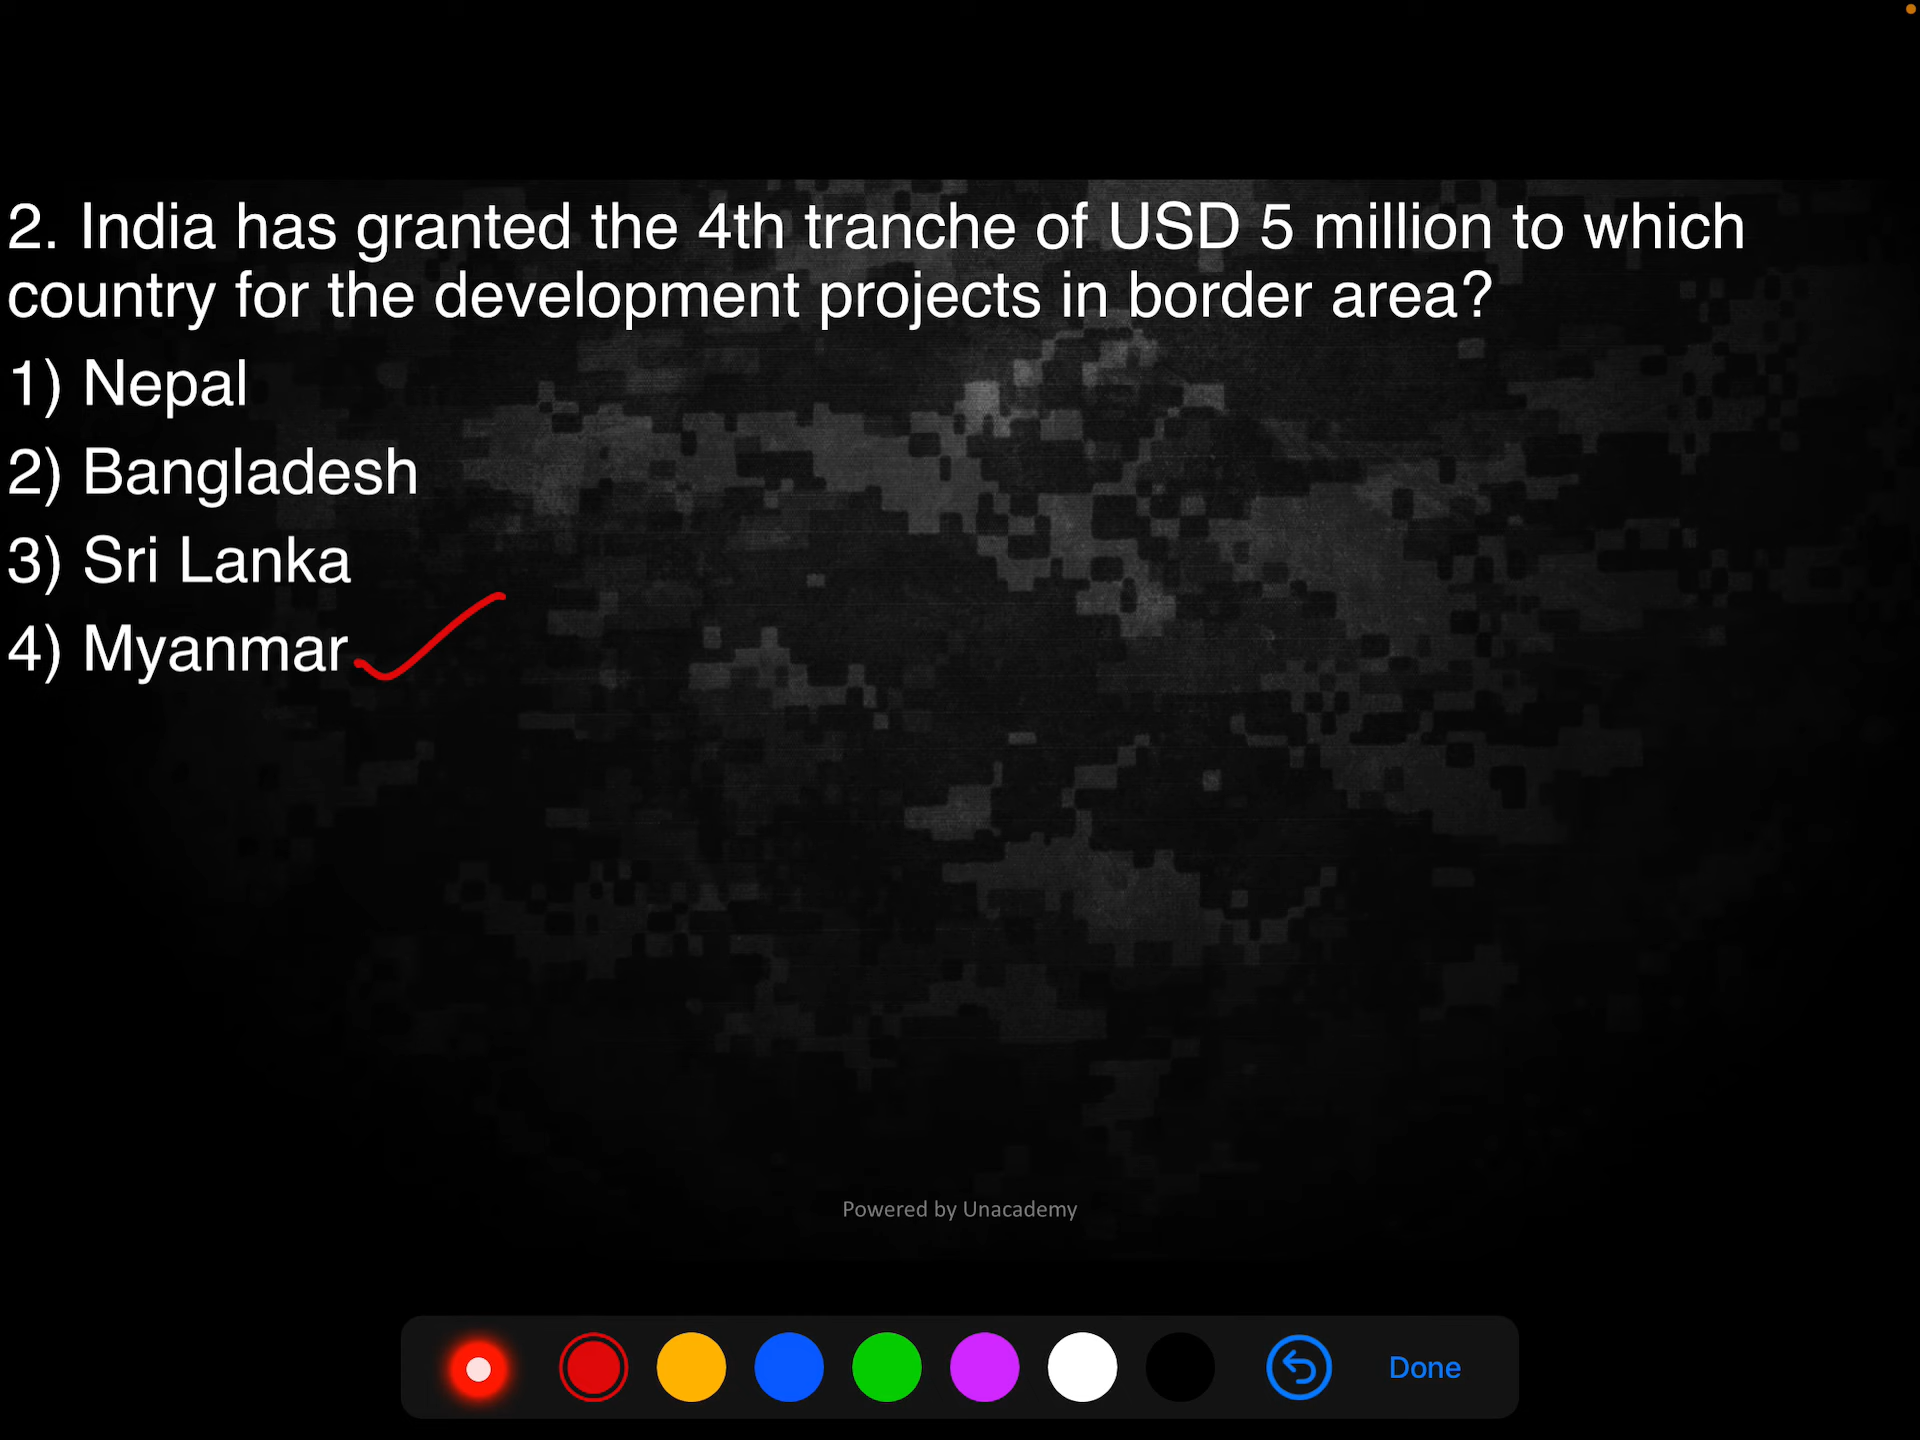 2. India has granted the 4th tranche of USD 5 million to which
country for the development projects in border area?
1) Nepal
2) Bangladesh
3) Sri Lanka
4) Myanmar
Powered by Unacademy
Done